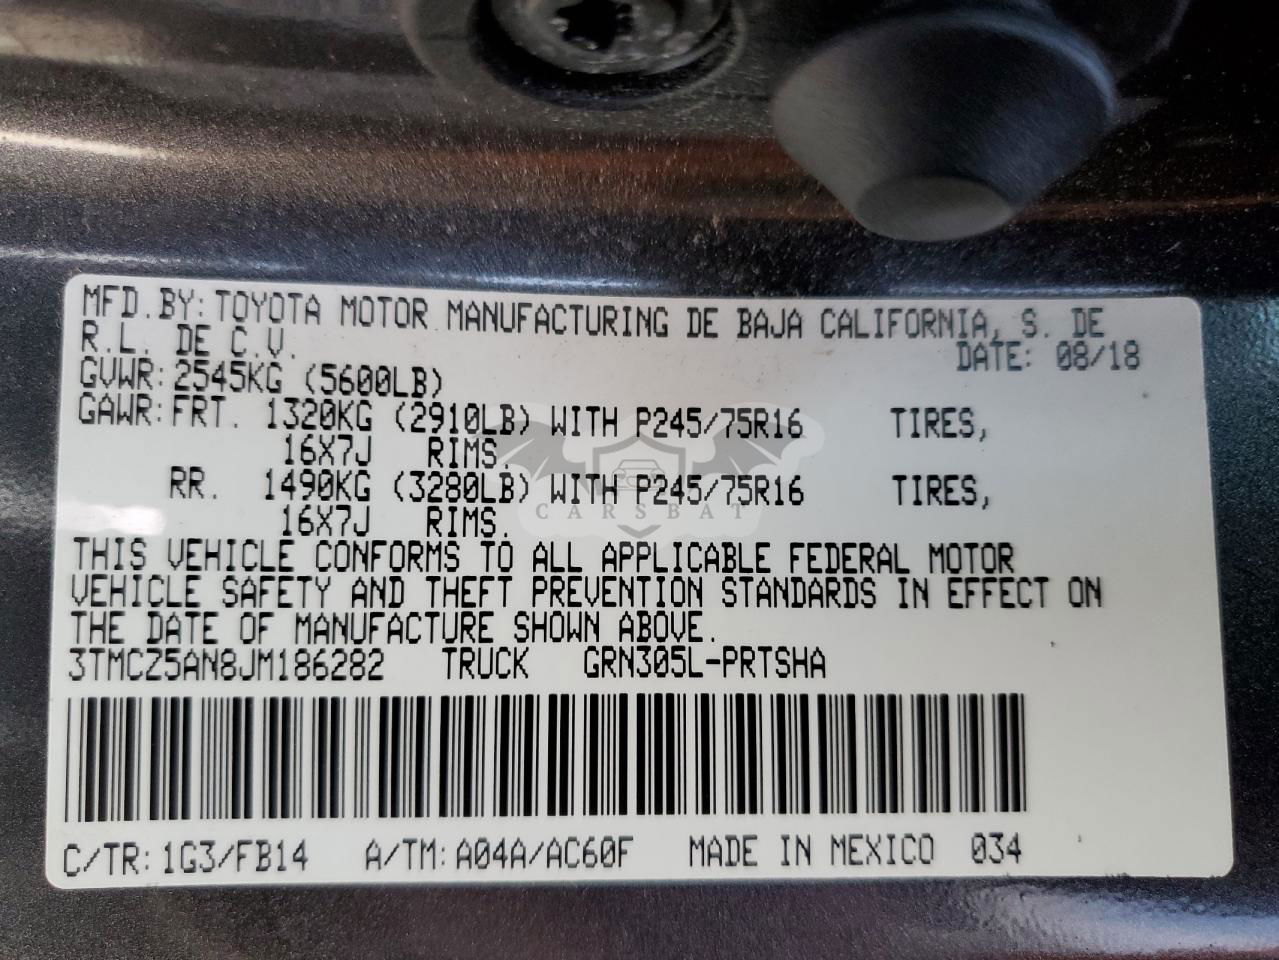 MFD.BY: TOYOTA MOTOR MANUFACTURING DE BAJA CALIFORNIA, S. DE
R.L. DE C.V. DATE: 08/18
GVWR: 2545KG (5600LB)
GAWR: FRT. 1320KG (2910LB) WITH P245/75R16 TIRES,
16X7J RIMS.
RR. 1490KG (3280LB) WITH P245/75R16 TIRES,
16X7J RIMS.
CARSBAT
THIS VEHICLE CONFORMS TO ALL APPLICABLE FEDERAL MOTOR
VEHICLE SAFETY AND THEFT PREVENTION STANDARDS IN EFFECT ON
THE DATE OF MANUFACTURE SHOWN ABOVE.
3TMCZ5AN8JM186282 TRUCK GRN305L-PRTSHA
C/TR: 1G3/FB14 A/TM: A04A/AC60F MADE IN MEXICO 034